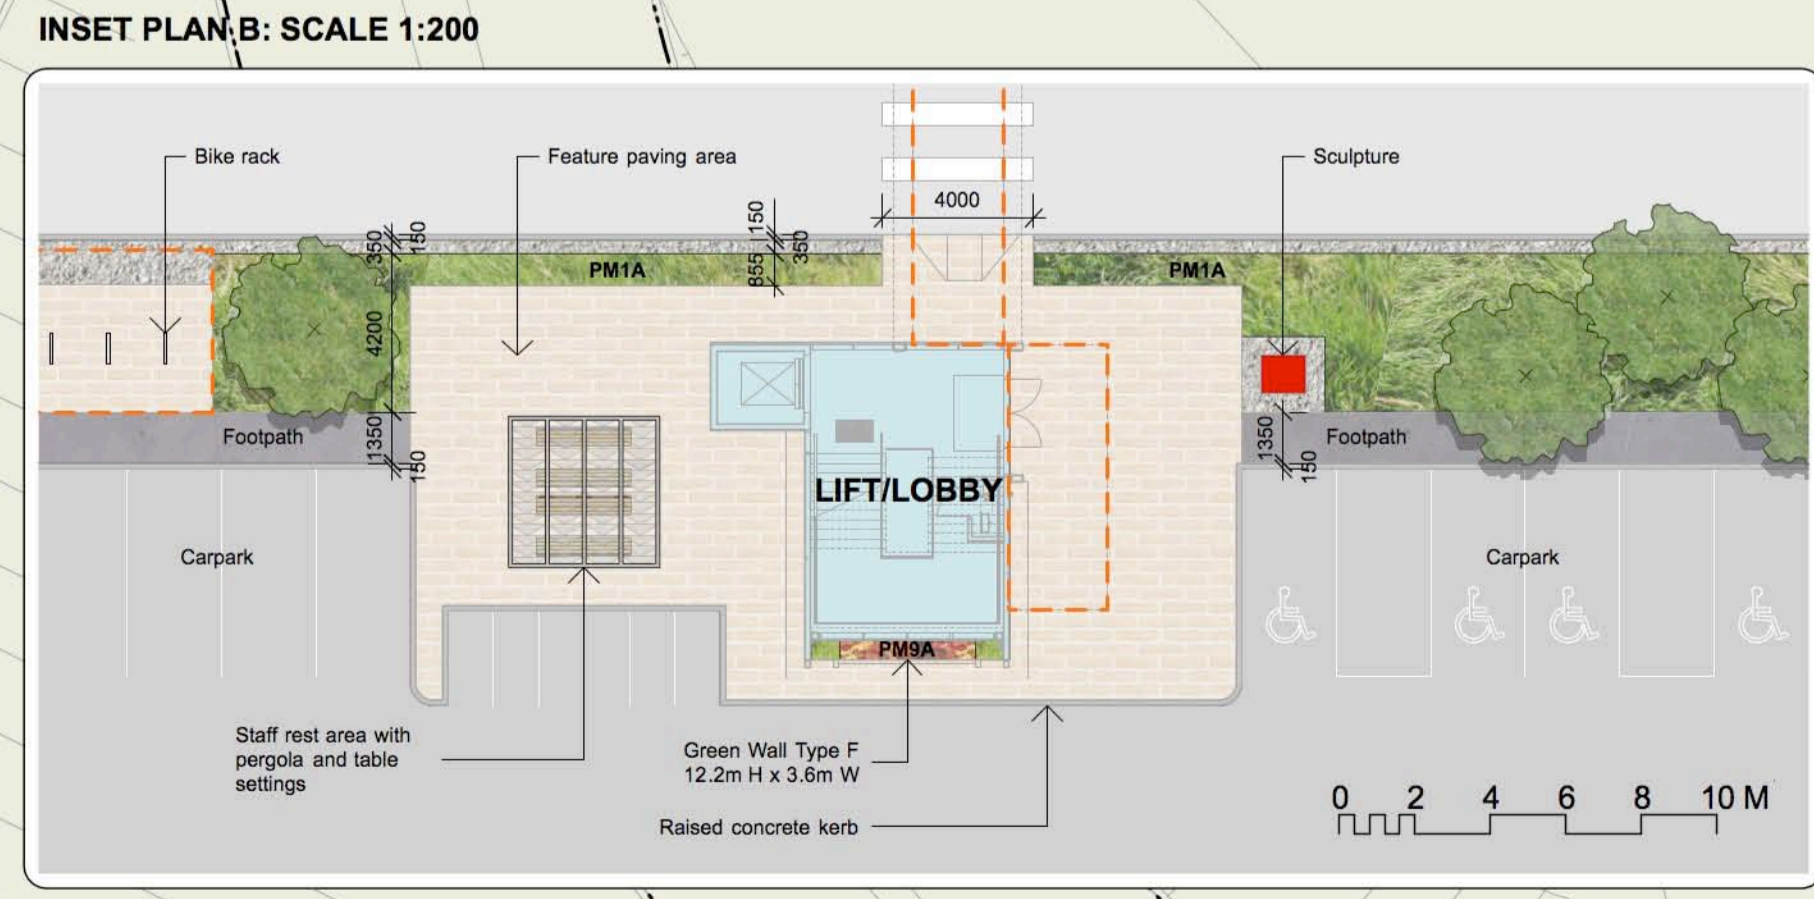 INSET PLAN B: SCALE 1:200
Bike rack
Feature paving area
Sculpture
4000
350
150
150
855
350
PM1A
PM1A
4200
1350
150
1350
150
Footpath
Footpath
LIFT/LOBBY
Carpark
Carpark
PM9A
Staff rest area with
pergola and table
settings
Green Wall Type F
12.2m H x 3.6m W
Raised concrete kerb
0 2 4 6 8 10 M